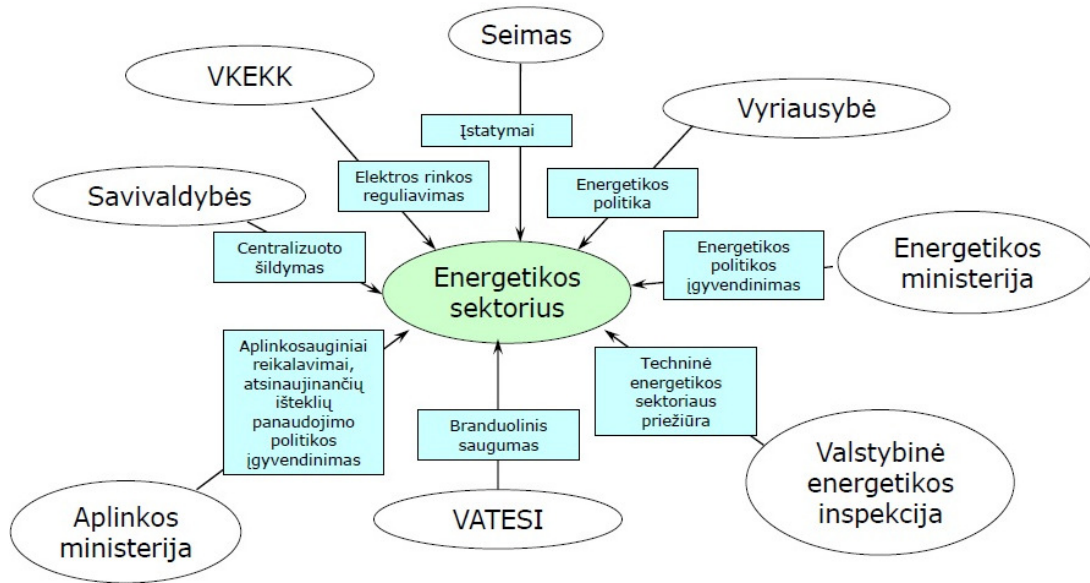 Seimas
VKEKK
Vyriausybė
Įstatymai
Elektros rinkos
reguliavimas
Energetikos
politika
Savivaldybės
Centralizuoto
šildymas
Energetikos
politikos
įgyvendinimas
Energetikos
ministerija
Energetikos
sektorius
Aplinkosauginiai
reikalavimai,
atsinaujinančių
išteklių
panaudojimo
politikos
įgyvendinimas
Techninė
energetikos
sektoriaus
priežiūra
Branduolinis
saugumas
Aplinkos
ministerija
VATESI
Valstybinė
energetikos
inspekcija